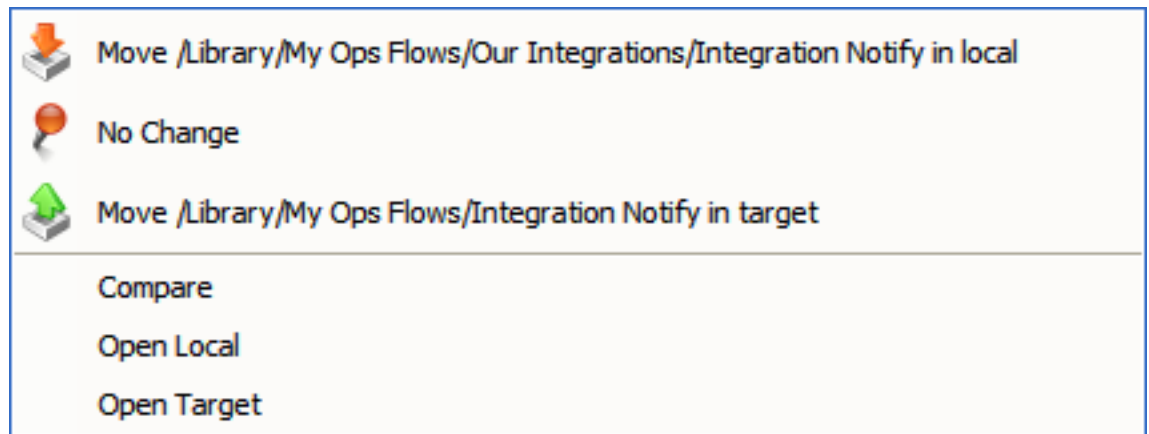 Move /Library/My Ops Flows/Our Integrations/Integration Notify in local
No Change
Move /Library/My Ops Flows/Integration Notify in target
Compare
Open Local
Open Target